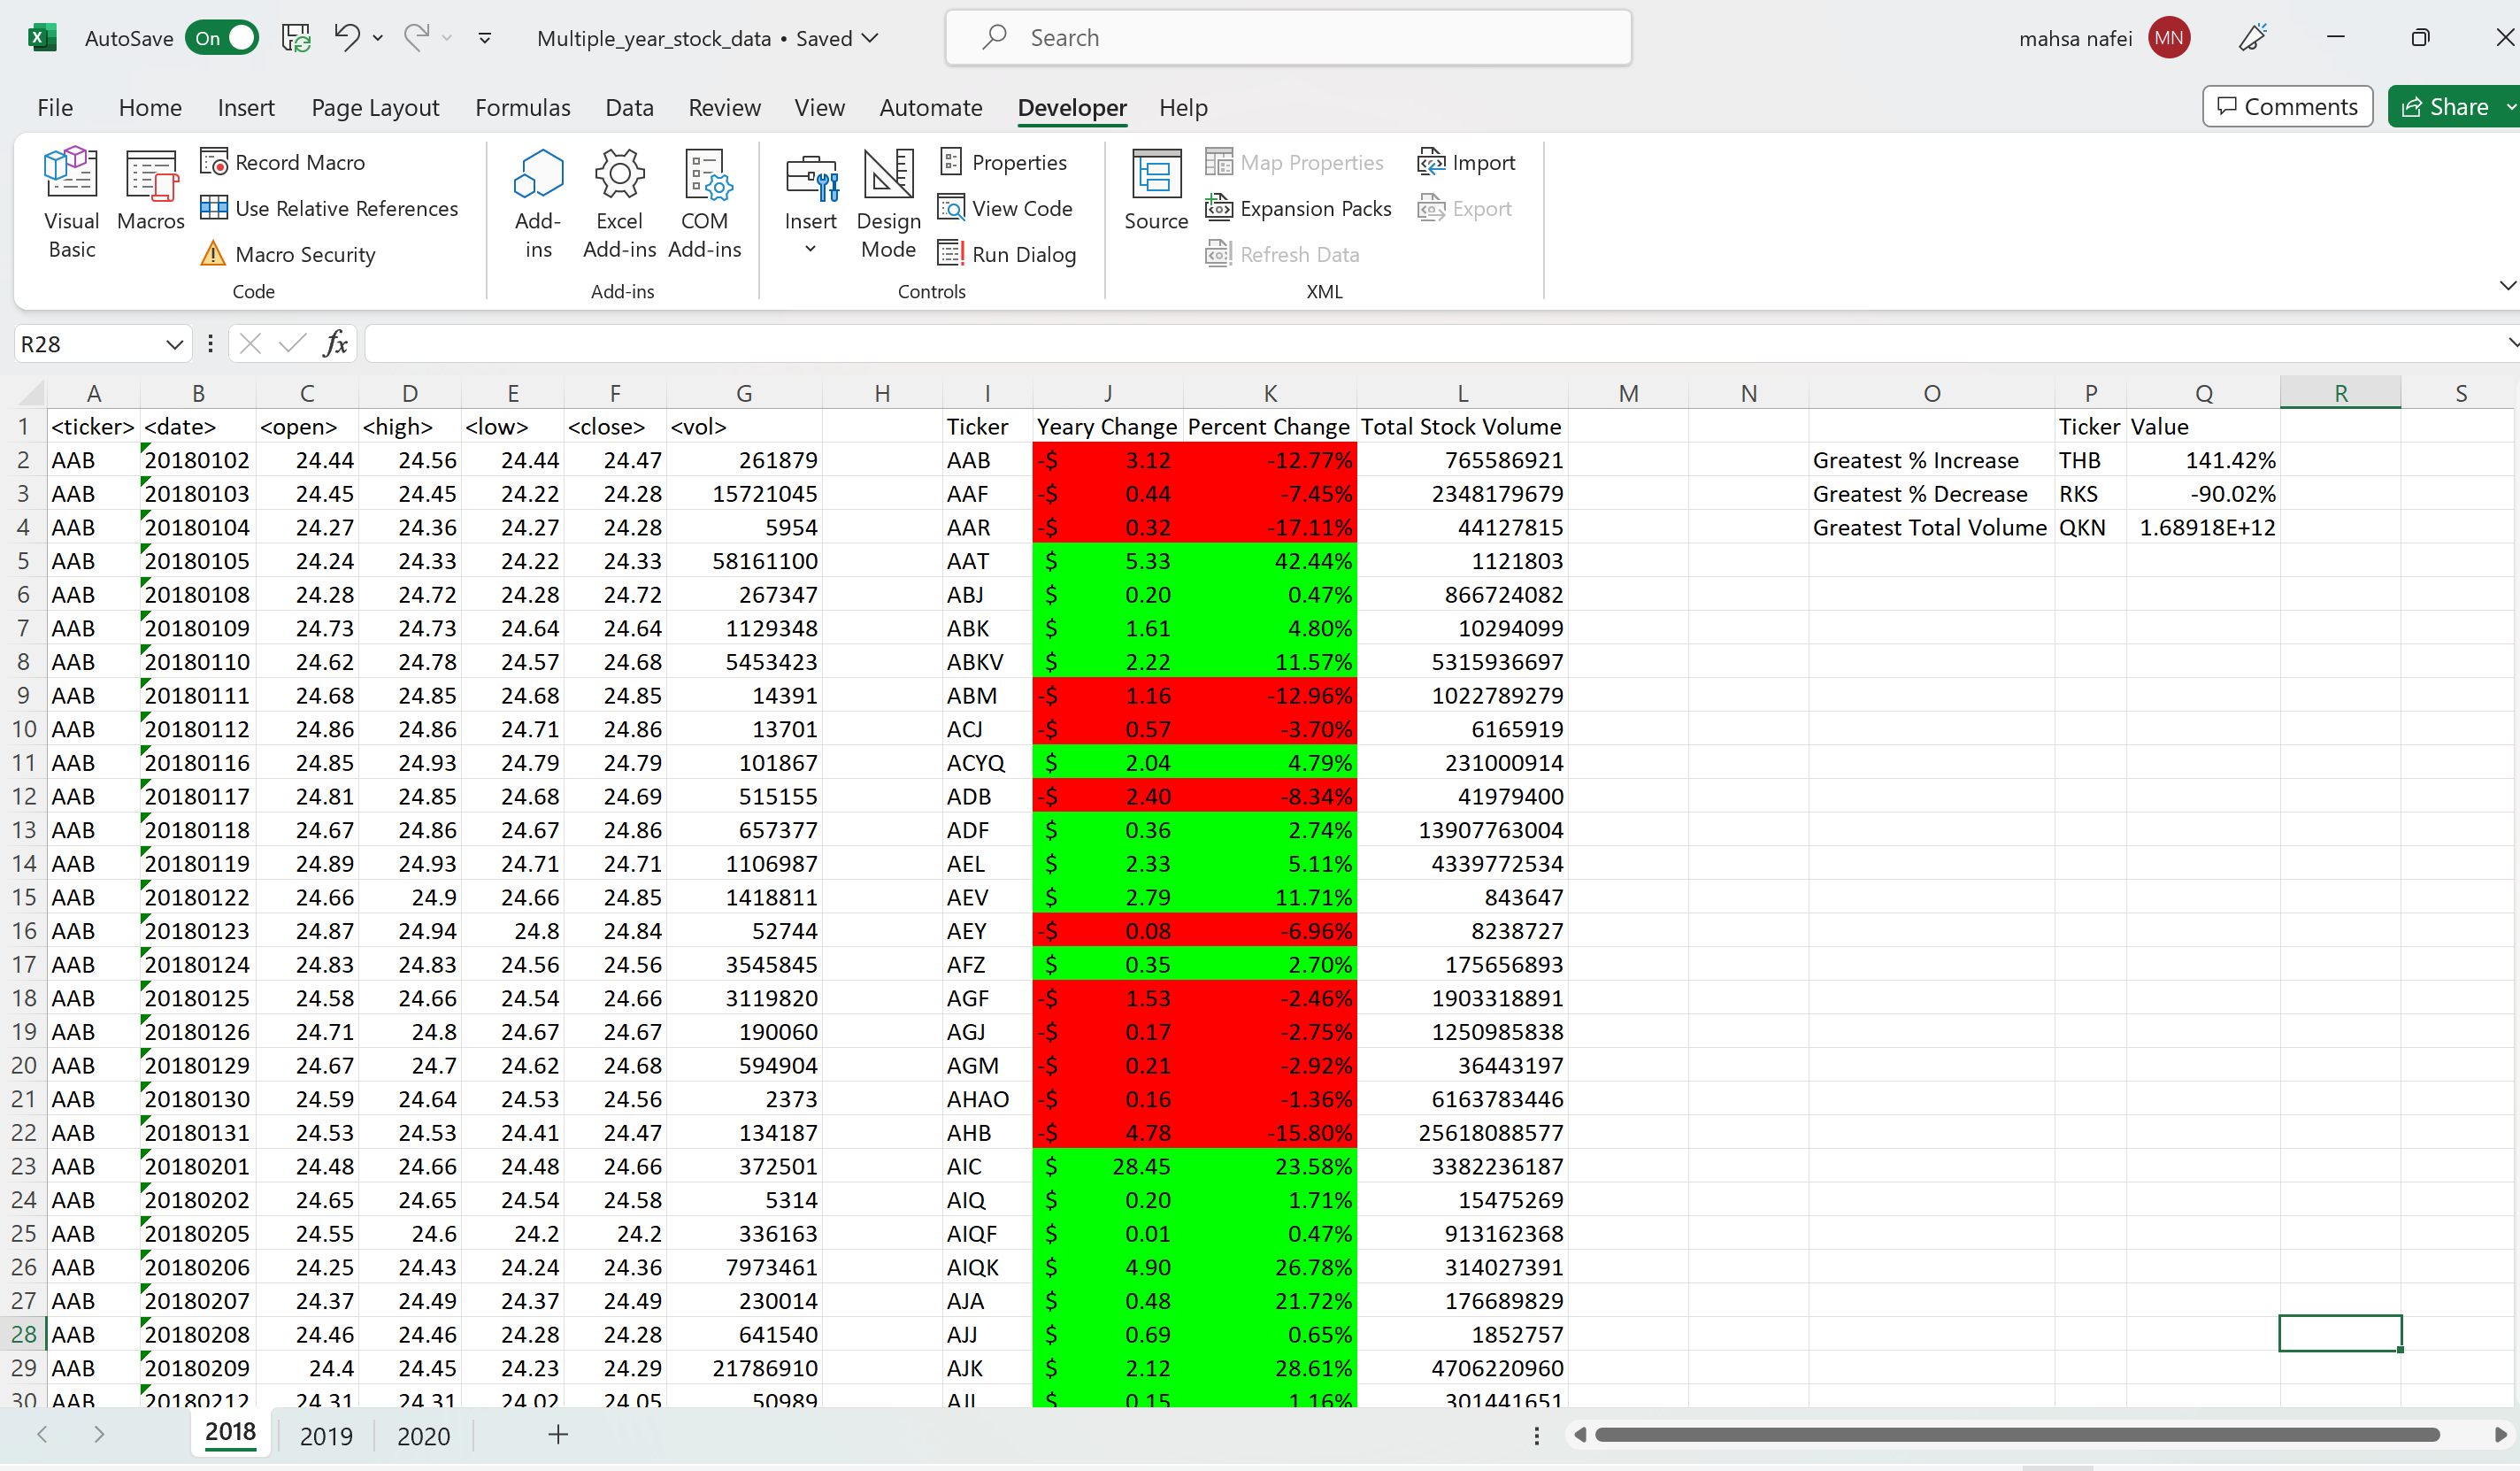 AutoSave On Multiple_year_stock_data • Saved Search mahsa nafei MN
File Home Insert Page Layout Formulas Data Review View Automate Developer Help Comments Share
Visual Basic Macros Record Macro Use Relative References Macro Security Code
Add-ins Excel Add-ins COM Add-ins Add-ins
Insert Design Mode Properties View Code Run Dialog Controls
Source Map Properties Expansion Packs Refresh Data Import Export XML
R28 fx
A B C D E F G H I J K L M N O P Q R S
1 <ticker> <date> <open> <high> <low> <close> <vol> Ticker Yeary Change Percent Change Total Stock Volume Ticker Value
2 AAB 20180102 24.44 24.56 24.44 24.47 261879 AAB -$ 3.12 -12.77% 765586921 Greatest % Increase THB 141.42%
3 AAB 20180103 24.45 24.45 24.22 24.28 15721045 AAF -$ 0.44 -7.45% 2348179679 Greatest % Decrease RKS -90.02%
4 AAB 20180104 24.27 24.36 24.27 24.28 5954 AAR -$ 0.32 -17.11% 44127815 Greatest Total Volume QKN 1.68918E+12
5 AAB 20180105 24.24 24.33 24.22 24.33 58161100 AAT $ 5.33 42.44% 1121803
6 AAB 20180108 24.28 24.72 24.28 24.72 267347 ABJ $ 0.20 0.47% 866724082
7 AAB 20180109 24.73 24.73 24.64 24.64 1129348 ABK $ 1.61 4.80% 10294099
8 AAB 20180110 24.62 24.78 24.57 24.68 5453423 ABKV $ 2.22 11.57% 5315936697
9 AAB 20180111 24.68 24.85 24.68 24.85 14391 ABM -$ 1.16 -12.96% 1022789279
10 AAB 20180112 24.86 24.86 24.71 24.86 13701 ACJ -$ 0.57 -3.70% 6165919
11 AAB 20180116 24.85 24.93 24.79 24.79 101867 ACYQ $ 2.04 4.79% 231000914
12 AAB 20180117 24.81 24.85 24.68 24.69 515155 ADB -$ 2.40 -8.34% 41979400
13 AAB 20180118 24.67 24.86 24.67 24.86 657377 ADF $ 0.36 2.74% 13907763004
14 AAB 20180119 24.89 24.93 24.71 24.71 1106987 AEL $ 2.33 5.11% 4339772534
15 AAB 20180122 24.66 24.9 24.66 24.85 1418811 AEV $ 2.79 11.71% 843647
16 AAB 20180123 24.87 24.94 24.8 24.84 52744 AEY -$ 0.08 -6.96% 8238727
17 AAB 20180124 24.83 24.83 24.56 24.56 3545845 AFZ $ 0.35 2.70% 175656893
18 AAB 20180125 24.58 24.66 24.54 24.66 3119820 AGF -$ 1.53 -2.46% 1903318891
19 AAB 20180126 24.71 24.8 24.67 24.67 190060 AGJ -$ 0.17 -2.75% 1250985838
20 AAB 20180129 24.67 24.7 24.62 24.68 594904 AGM -$ 0.21 -2.92% 36443197
21 AAB 20180130 24.59 24.64 24.53 24.56 2373 AHAO -$ 0.16 -1.36% 6163783446
22 AAB 20180131 24.53 24.53 24.41 24.47 134187 AHB -$ 4.78 -15.80% 25618088577
23 AAB 20180201 24.48 24.66 24.48 24.66 372501 AIC $ 28.45 23.58% 3382236187
24 AAB 20180202 24.65 24.65 24.54 24.58 5314 AIQ $ 0.20 1.71% 15475269
25 AAB 20180205 24.55 24.6 24.2 24.2 336163 AIQF $ 0.01 0.47% 913162368
26 AAB 20180206 24.25 24.43 24.24 24.36 7973461 AIQK $ 4.90 26.78% 314027391
27 AAB 20180207 24.37 24.49 24.37 24.49 230014 AJA $ 0.48 21.72% 176689829
28 AAB 20180208 24.46 24.46 24.28 24.28 641540 AJJ $ 0.69 0.65% 1852757
29 AAB 20180209 24.4 24.45 24.23 24.29 21786910 AJK $ 2.12 28.61% 4706220960
30 AAB 20180212 24.31 24.31 24.02 24.05 50989 $ 0.15 1.16% 301441651
2018 2019 2020